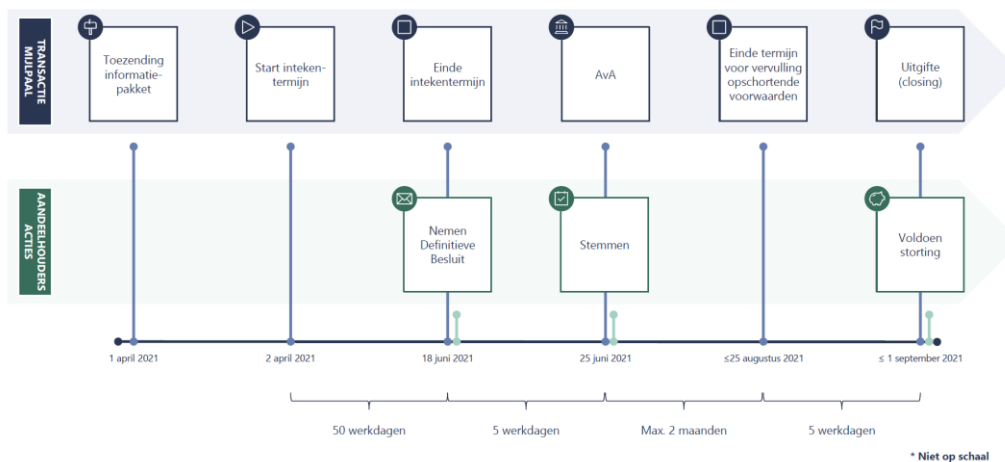 TRANSACTIE
MIJLPAAL
Toezending
informatie-
pakket
Start inteken-
termijn
Einde
intekentermijn
AvA
Einde termijn
voor vervulling
opschortende
voorwaarden
Uitgifte
(closing)
AANDEELHOUDERS
ACTIES
Nemen
Definitieve
Besluit
Stemmen
Voldoen
storting
1 april 2021
2 april 2021
18 juni 2021
25 juni 2021
≤25 augustus 2021
≤ 1 september 2021
50 werkdagen
5 werkdagen
Max. 2 maanden
5 werkdagen
* Niet op schaal